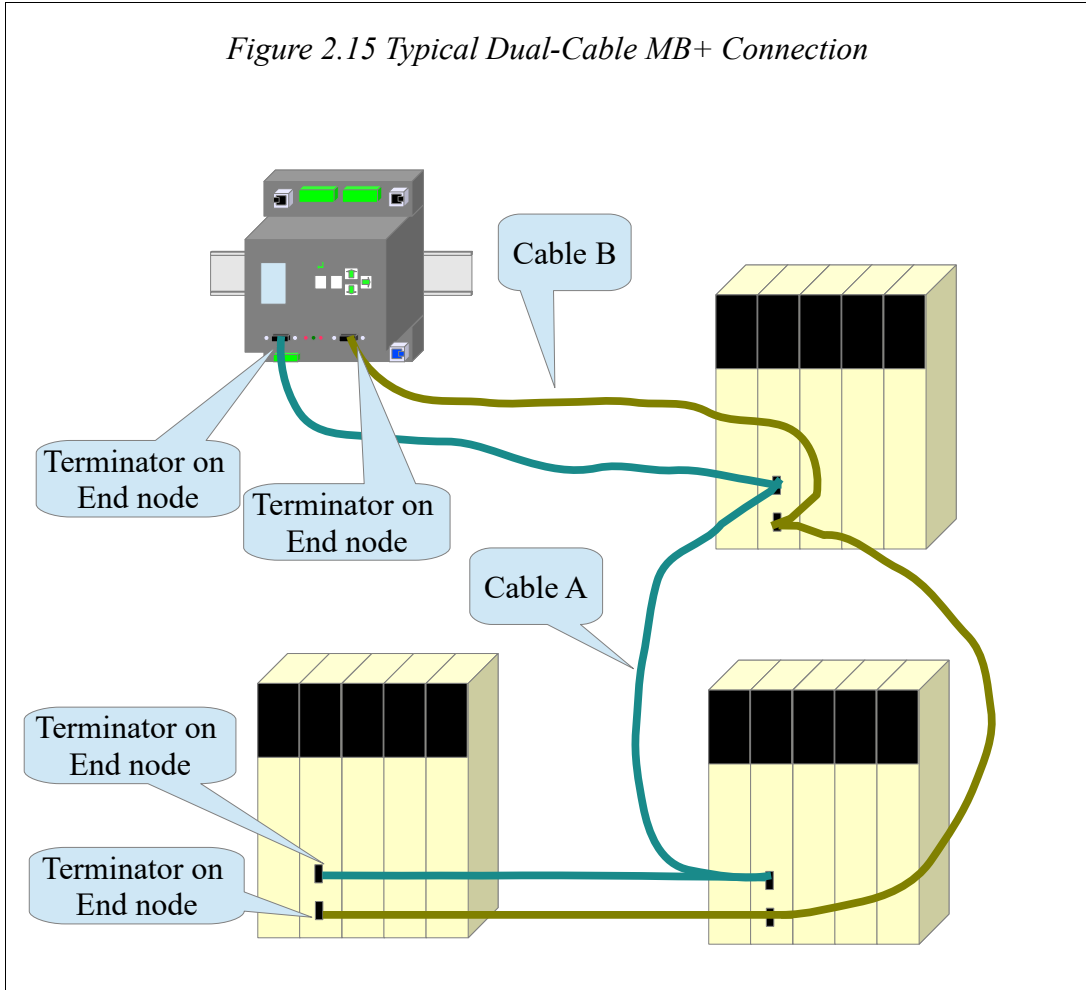 Figure 2.15 Typical Dual-Cable MB+ Connection
Cable B
Terminator on
End node
Terminator on
End node
Cable A
Terminator on
End node
Terminator on
End node